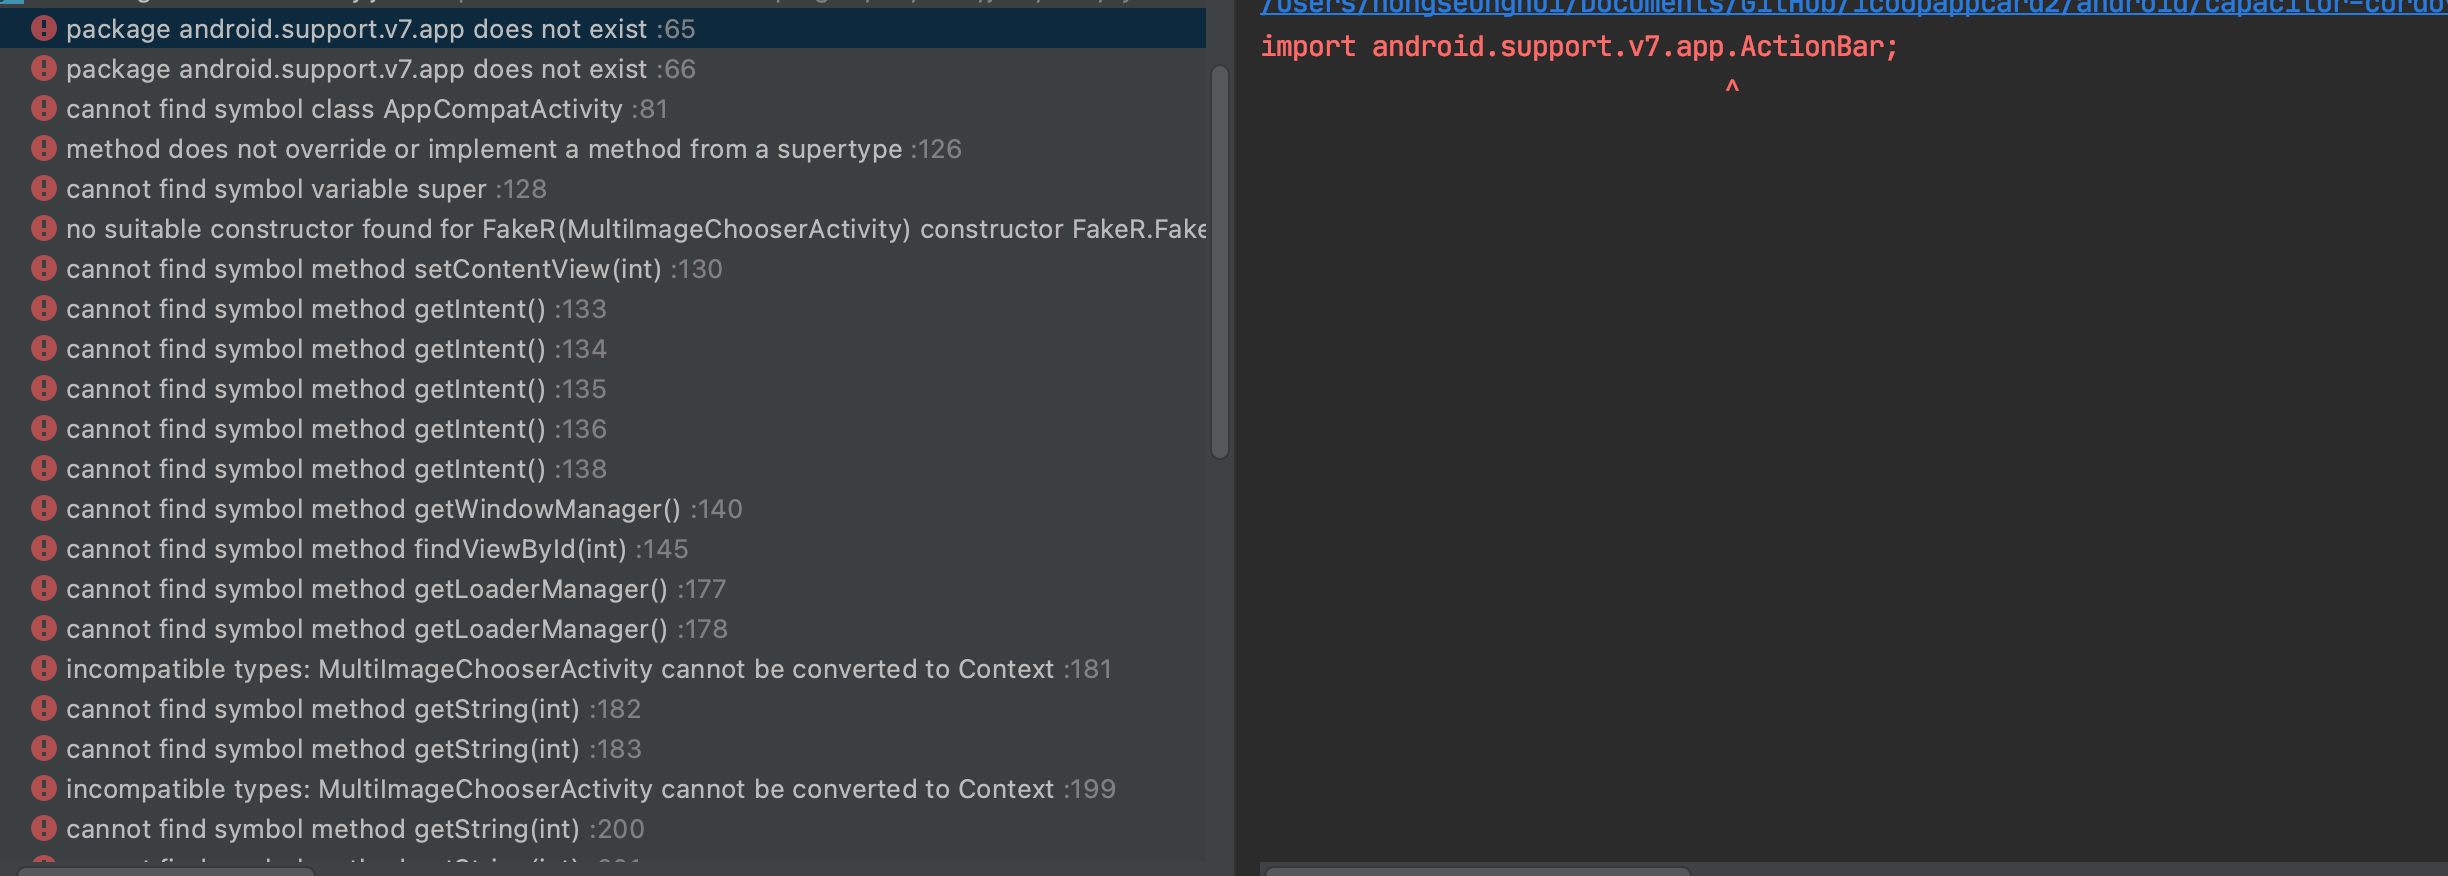 package android.support.v7.app does not exist :65
package android.support.v7.app does not exist :66
cannot find symbol class AppCompatActivity :81
method does not override or implement a method from a supertype :126
cannot find symbol variable super :128
no suitable constructor found for FakeR(MultiImageChooserActivity) constructor FakeR.Fake
cannot find symbol method setContentView(int) :130
cannot find symbol method getIntent() :133
cannot find symbol method getIntent() :134
cannot find symbol method getIntent() :135
cannot find symbol method getIntent() :136
cannot find symbol method getIntent() :138
cannot find symbol method getWindowManager() :140
cannot find symbol method findViewById(int) :145
cannot find symbol method getLoaderManager() :177
cannot find symbol method getLoaderManager() :178
incompatible types: MultiImageChooserActivity cannot be converted to Context :181
cannot find symbol method getString(int) :182
cannot find symbol method getString(int) :183
incompatible types: MultiImageChooserActivity cannot be converted to Context :199
cannot find symbol method getString(int) :200
/Users/hongseunghui/Documents/GitHub/icoopappcard2/android/capacitor-cordov
import android.support.v7.app.ActionBar;
^